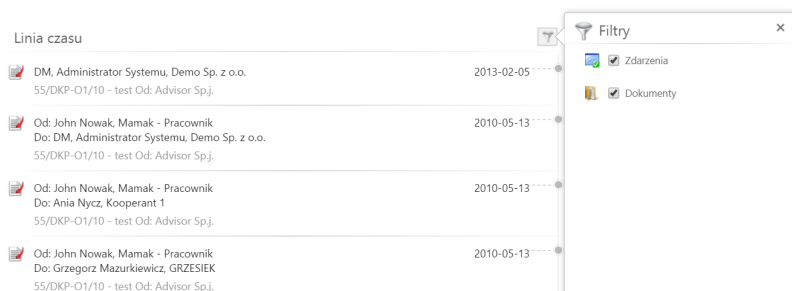 Linia czasu
DM, Administrator Systemu, Demo Sp. z o.o.
2013-02-05
55/DKP-O1/10 - test Od: Advisor Sp.j.
Od: John Nowak, Mamak - Pracownik
2010-05-13
Do: DM, Administrator Systemu, Demo Sp. z o.o.
55/DKP-O1/10 - test Od: Advisor Sp.j.
Od: John Nowak, Mamak - Pracownik
2010-05-13
Do: Ania Nycz, Kooperant 1
55/DKP-O1/10 - test Od: Advisor Sp.j.
Od: John Nowak, Mamak - Pracownik
2010-05-13
Do: Grzegorz Mazurkiewicz, GRZESIEK
55/DKP-O1/10 - test Od: Advisor Sp.j.
Filtry
Zdarzenia
Dokumenty